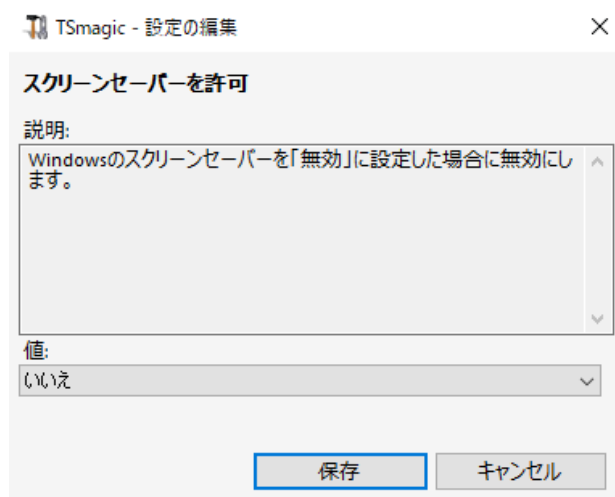 TSmagic - 設定の編集
スクリーンセーバーを許可
説明:
Windowsのスクリーンセーバーを「無効」に設定した場合に無効にし
ます。
値:
いいえ
保存
キャンセル